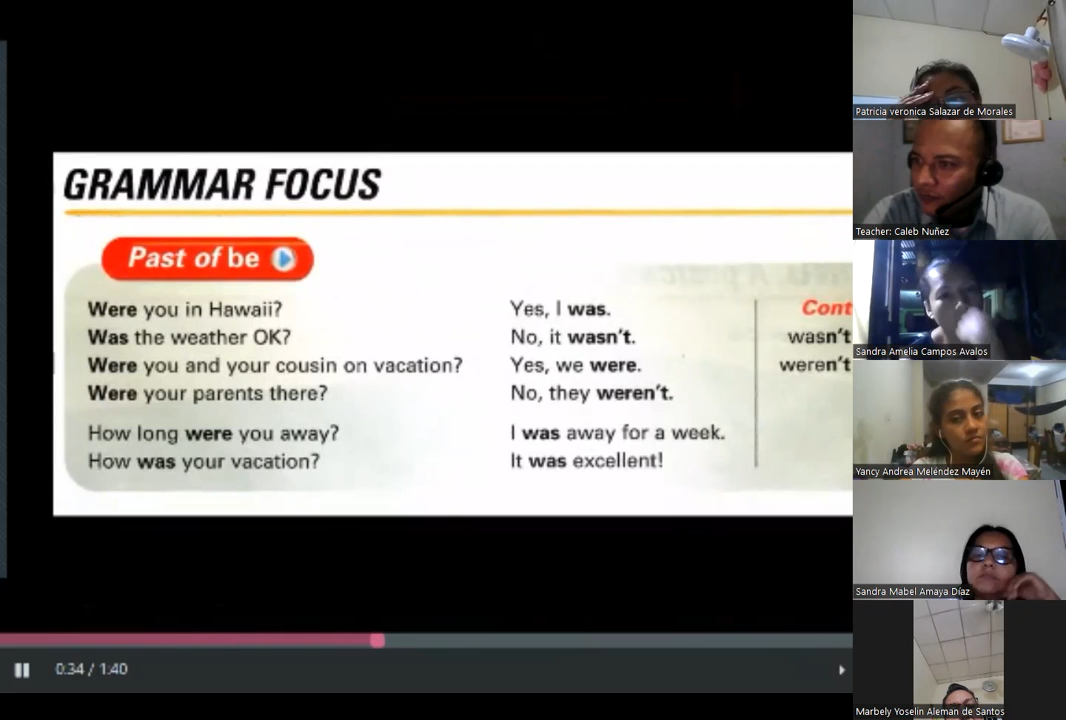 GRAMMAR FOCUS
Past of be
Were you in Hawaii? Yes, I was.
Was the weather OK? No, it wasn't.
Were you and your cousin on vacation? Yes, we were.
Were your parents there? No, they weren't.
How long were you away? I was away for a week.
How was your vacation? It was excellent!
Cont
wasn't
weren't
0:34 / 1:40
Patricia veronica Salazar de Morales
Teacher: Caleb Nuñez
Sandra Amelia Campos Avalos
Yancy Andrea Meléndez Mayén
Sandra Mabel Amaya Díaz
Marbely Yoselin Aleman de Santos